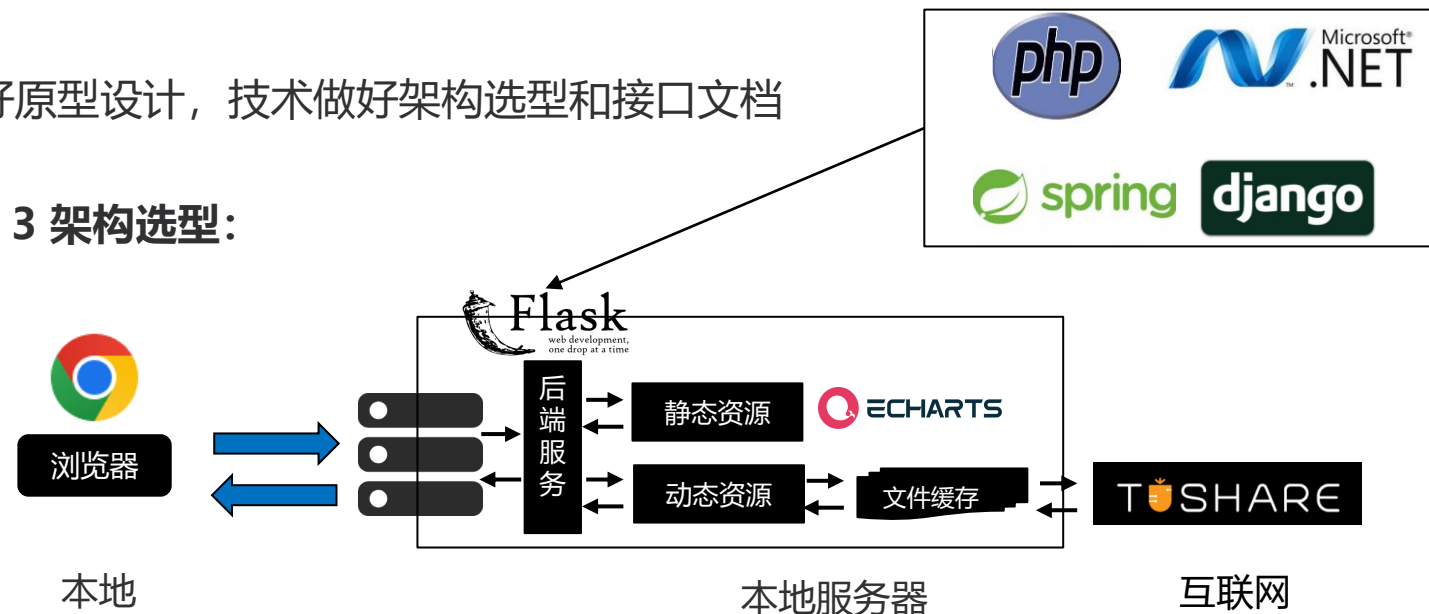 php
Microsoft®
.NET
好原型设计，技术做好架构选型和接口文档
spring
django
3 架构选型：
Flask
web development,
one drop at a time
后端服务
静态资源
ECHARTS
浏览器
动态资源
文件缓存
TUSHARE
本地
本地服务器
互联网